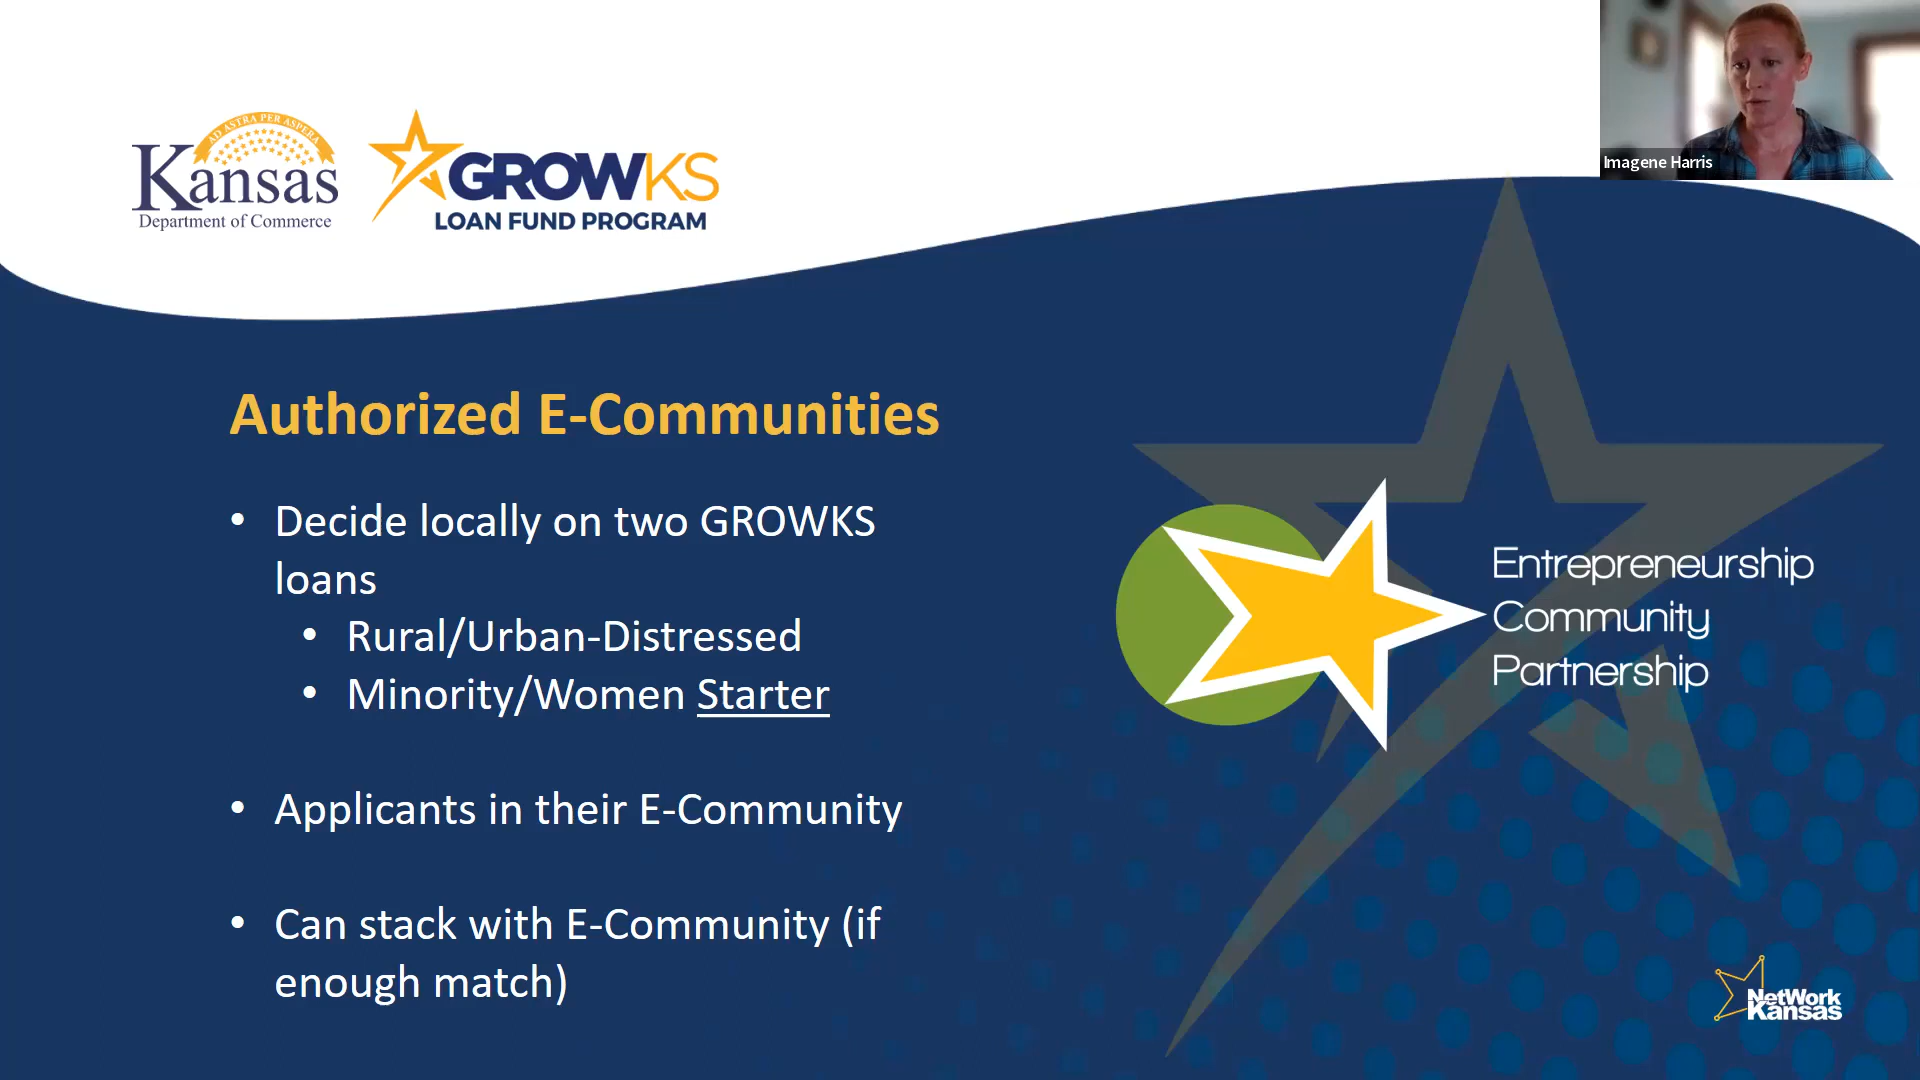 AD ASTRA PER ASPERA
Kansas
Department of Commerce
GROWKS
LOAN FUND PROGRAM
Imagene Harris
Authorized E-Communities
• Decide locally on two GROWKS
loans
• Rural/Urban-Distressed
• Minority/Women Starter
• Applicants in their E-Community
• Can stack with E-Community (if
enough match)
Entrepreneurship
Community
Partnership
NetWork
Kansas